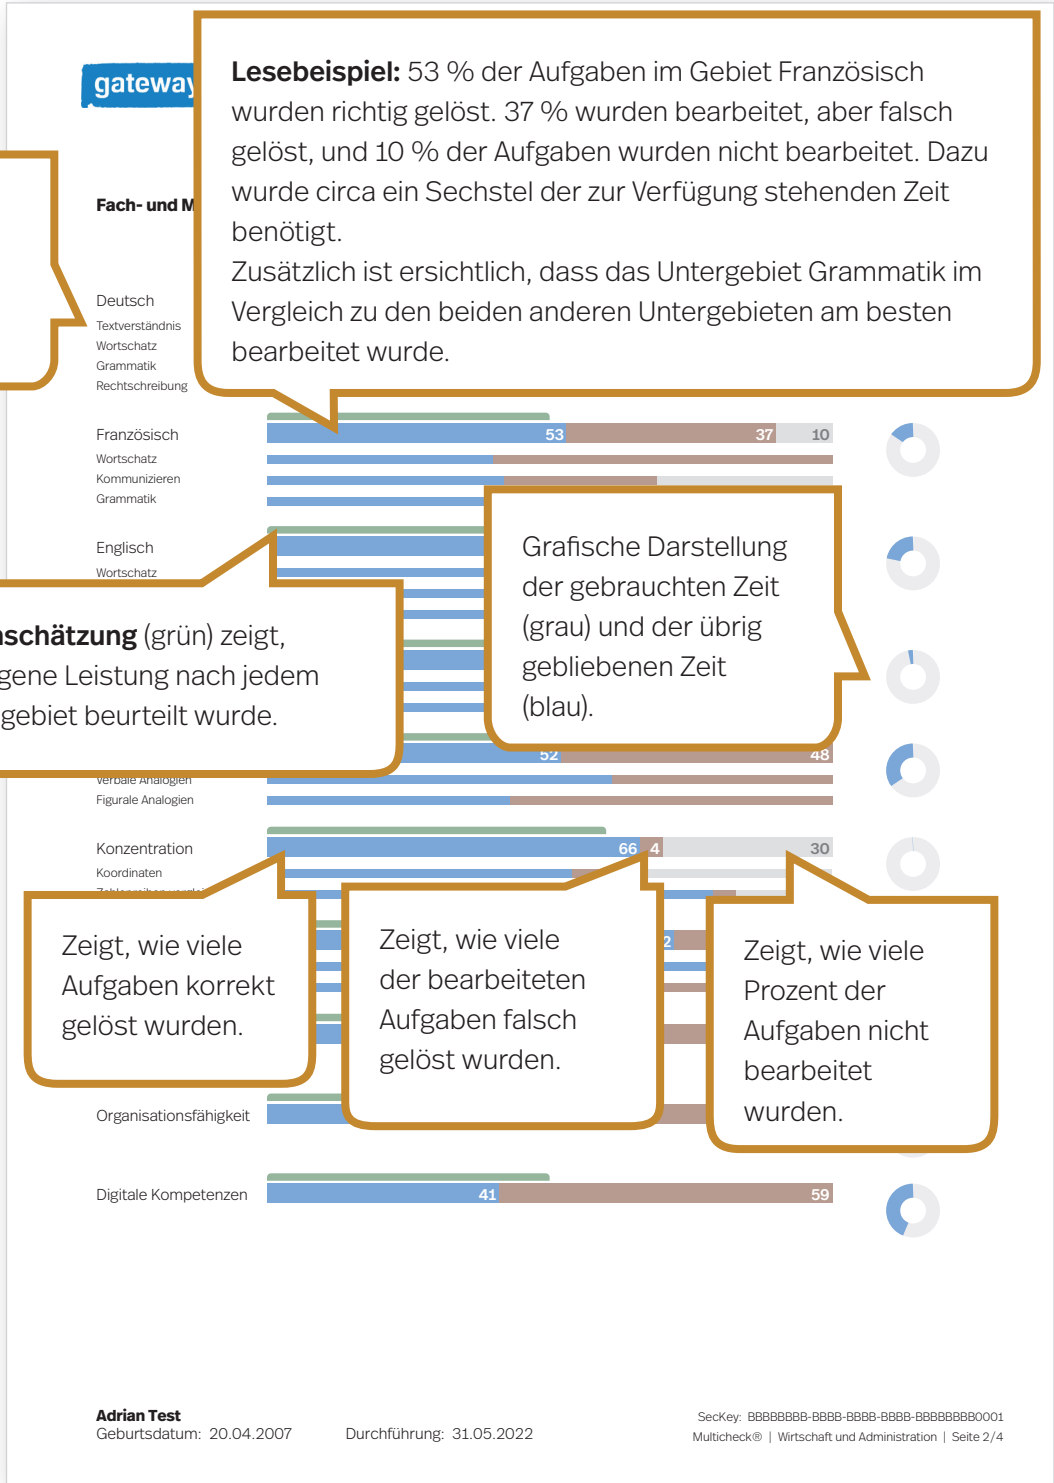 gateway
Lesebeispiel: 53 % der Aufgaben im Gebiet Französisch
wurden richtig gelöst. 37 % wurden bearbeitet, aber falsch
gelöst, und 10 % der Aufgaben wurden nicht bearbeitet. Dazu
wurde circa ein Sechstel der zur Verfügung stehenden Zeit
benötigt.
Zusätzlich ist ersichtlich, dass das Untergebiet Grammatik im
Vergleich zu den beiden anderen Untergebieten am besten
bearbeitet wurde.
Fach- und M
Deutsch
Textverständnis
Wortschatz
Grammatik
Rechtschreibung
Französisch 53 37 10
Wortschatz
Kommunizieren
Grammatik
Englisch
Wortschatz
Grafische Darstellung
der gebrauchten Zeit
(grau) und der übrig
gebliebenen Zeit
(blau).
nschätzung (grün) zeigt,
gene Leistung nach jedem
gebiet beurteilt wurde.
52 48
Verbale Analogien
Figurale Analogien
Konzentration 66 4 30
Koordinaten
2
Zeigt, wie viele
Aufgaben korrekt
gelöst wurden.
Zeigt, wie viele
der bearbeiteten
Aufgaben falsch
gelöst wurden.
Zeigt, wie viele
Prozent der
Aufgaben nicht
bearbeitet
wurden.
Organisationsfähigkeit
Digitale Kompetenzen 41 59
Adrian Test
Geburtsdatum: 20.04.2007 Durchführung: 31.05.2022
SecKey: BBBBBBBB-BBBB-BBBB-BBBB-BBBBBBBB0001
Multicheck® | Wirtschaft und Administration | Seite 2/4